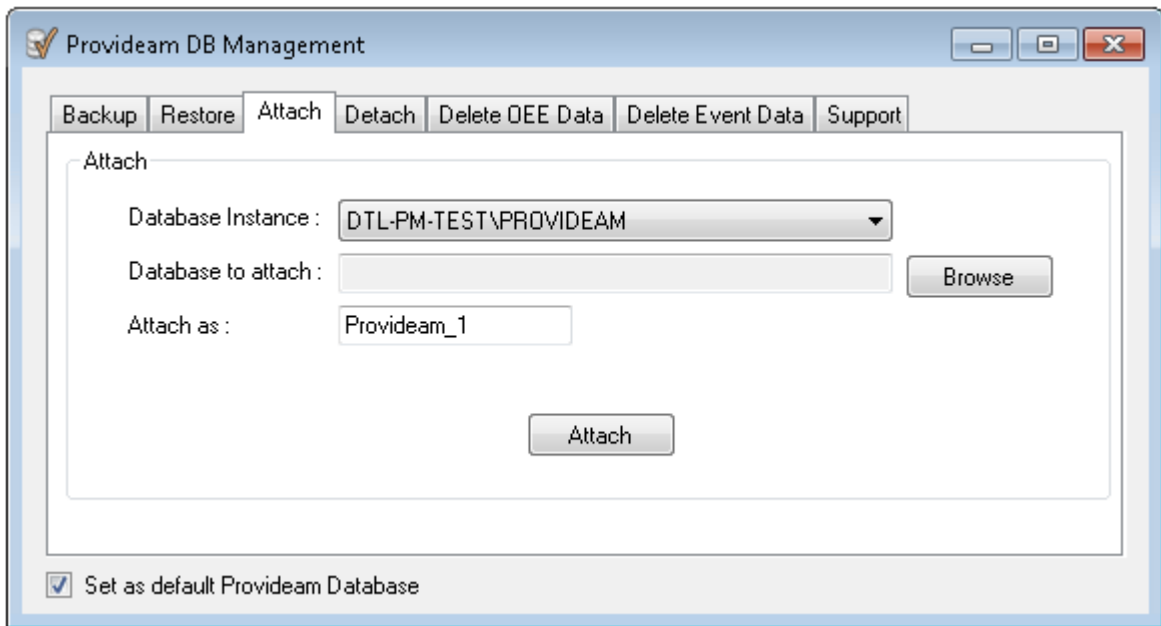 Provideam DB Management
Backup Restore Attach Detach Delete OEE Data Delete Event Data Support
Attach
Database Instance : DTL-PM-TEST\PROVIDEAM
Database to attach : Browse
Attach as : Provideam_1
Attach
Set as default Provideam Database